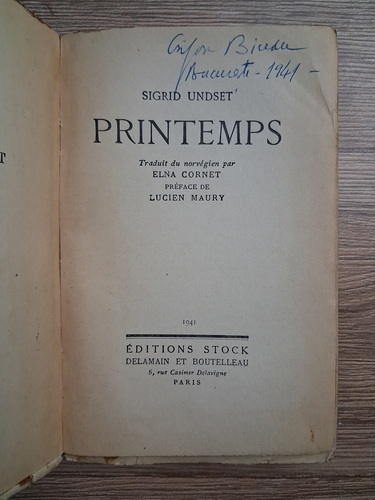 Bucuresti - 1941 -
SIGRID UNDSET
PRINTEMPS
Traduit du norvégien par
ELNA CORNET
PRÉFACE DE
LUCIEN MAURY
1941
ÉDITIONS STOCK
DELAMAIN ET BOUTELLEAU
6, rue Casimir Delavigne
PARIS
T